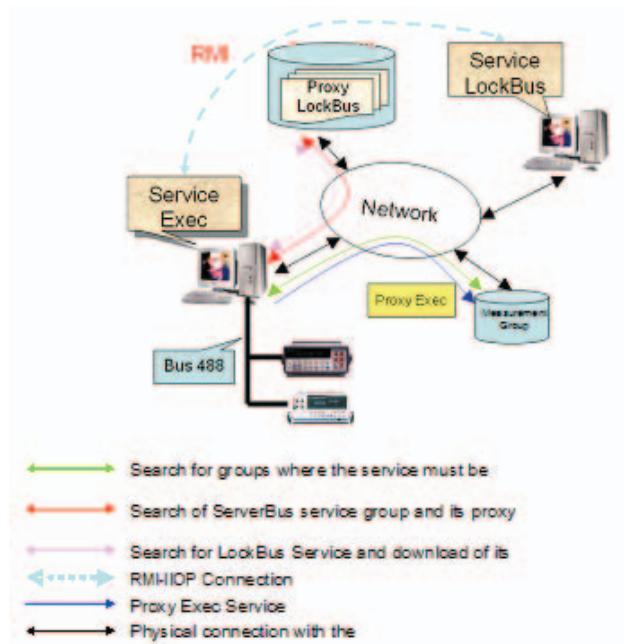 RMI
Proxy
LockBus
Service
LockBus
Service
Exec
Network
Proxy Exec
Measurement
Group
Bus 488
Search for groups where the service must be
Search of ServerBus service group and its proxy
Search for LockBus Service and download of its
RMI-IIOP Connection
Proxy Exec Service
Physical connection with the